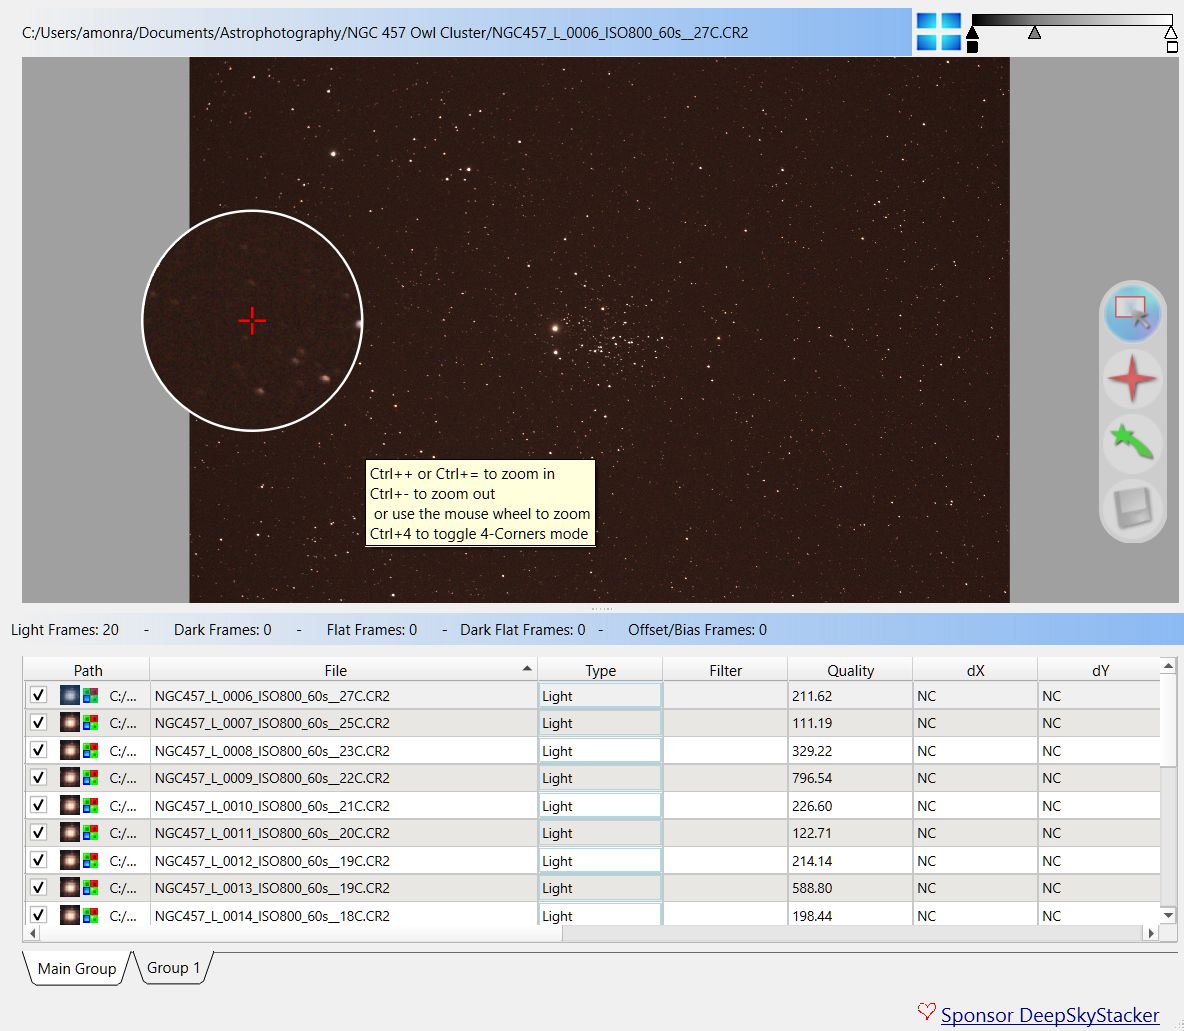 C:/Users/amonra/Documents/Astrophotography/NGC 457 Owl Cluster/NGC457_L_0006_ISO800_60s__27C.CR2
Ctrl++ or Ctrl+= to zoom in
Ctrl+- to zoom out
or use the mouse wheel to zoom
Ctrl+4 to toggle 4-Corners mode
Light Frames: 20 - Dark Frames: 0 - Flat Frames: 0 - Dark Flat Frames: 0 - Offset/Bias Frames: 0
Path File Type Filter Quality dX dY
C:/... NGC457_L_0006_ISO800_60s__27C.CR2 Light 211.62 NC NC
C:/... NGC457_L_0007_ISO800_60s__25C.CR2 Light 111.19 NC NC
C:/... NGC457_L_0008_ISO800_60s__23C.CR2 Light 329.22 NC NC
C:/... NGC457_L_0009_ISO800_60s__22C.CR2 Light 796.54 NC NC
C:/... NGC457_L_0010_ISO800_60s__21C.CR2 Light 226.60 NC NC
C:/... NGC457_L_0011_ISO800_60s__20C.CR2 Light 122.71 NC NC
C:/... NGC457_L_0012_ISO800_60s__19C.CR2 Light 214.14 NC NC
C:/... NGC457_L_0013_ISO800_60s__19C.CR2 Light 588.80 NC NC
C:/... NGC457_L_0014_ISO800_60s__18C.CR2 Light 198.44 NC NC
Main Group Group 1
Sponsor DeepSkyStacker